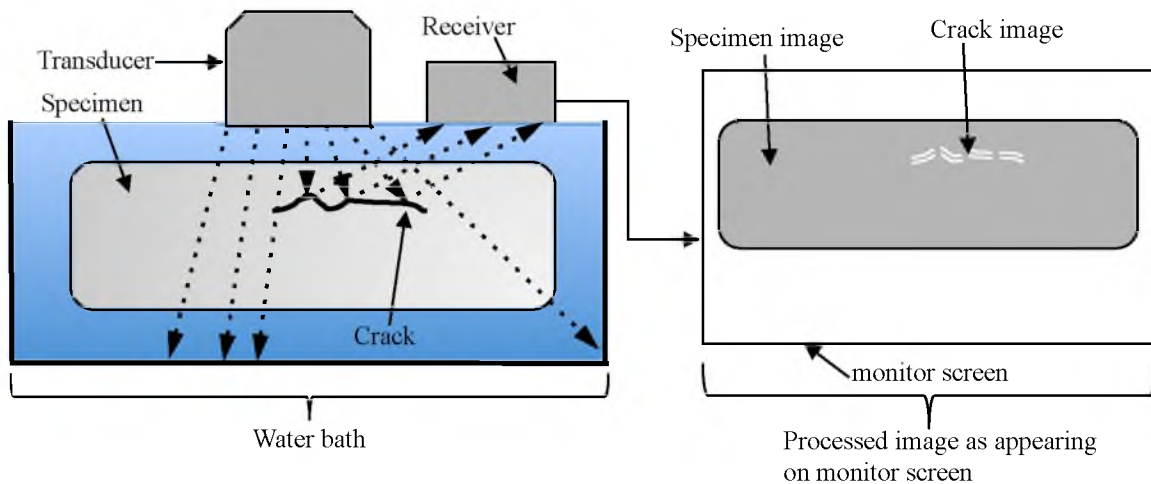 Transducer
Specimen
Receiver
Crack
Water bath
Specimen image
Crack image
monitor screen
Processed image as appearing
on monitor screen